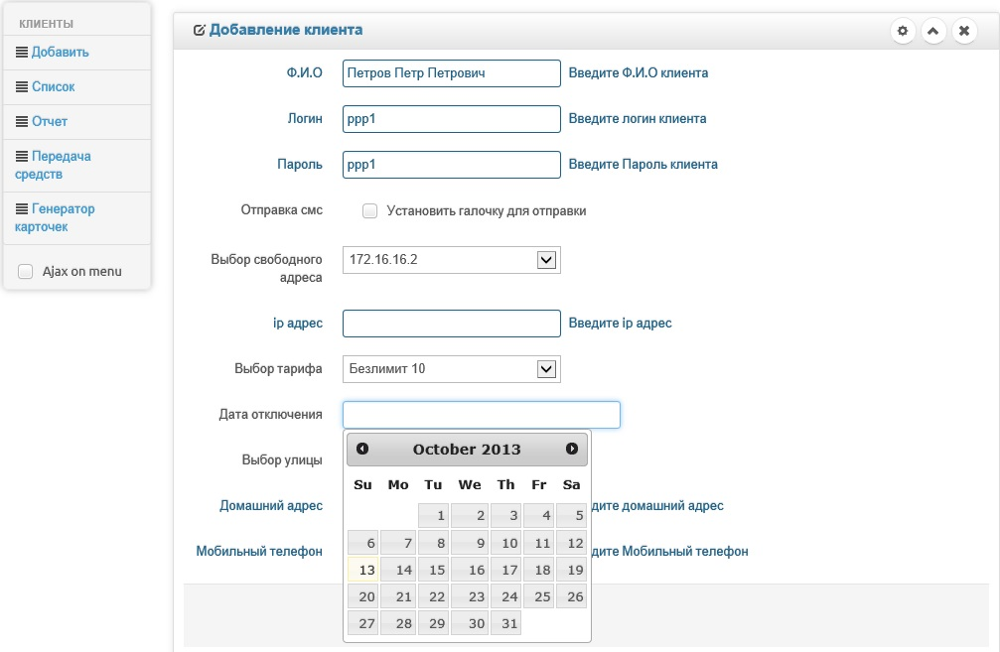 КЛИЕНТЫ
Добавить
Список
Отчет
Передача
средств
Генератор
карточек
Ajax on menu
Добавление клиента
Ф.И.О Петров Петр Петрович Введите Ф.И.О клиента
Логин ppp1 Введите логин клиента
Пароль ppp1 Введите Пароль клиента
Отправка смс Установить галочку для отправки
Выбор свободного 172.16.16.2
адреса
ip адрес Введите ip адрес
Выбор тарифа Безлимит 10
Дата отключения
October 2013
Выбор улицы
Su Mo Tu We Th Fr Sa
Домашний адрес дите домашний адрес
1 2 3 4 5
Мобильный телефон дите Мобильный телефон
6 7 8 9 10 11 12
13 14 15 16 17 18 19
20 21 22 23 24 25 26
27 28 29 30 31